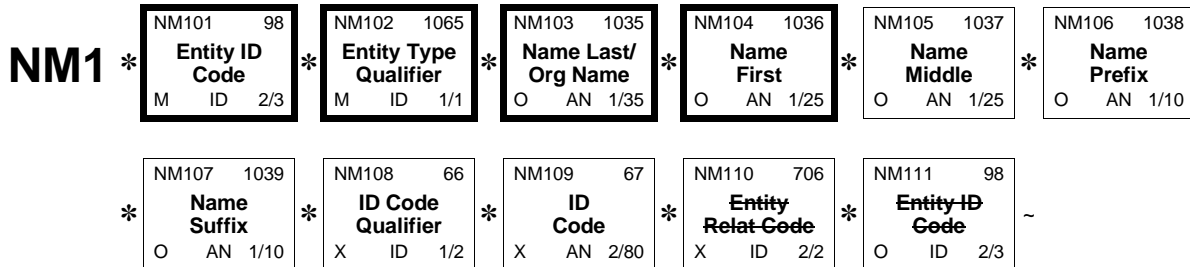 NM101 98 NM102 1065 NM103 1035 NM104 1036 NM105 1037 NM106 1038
NM1 * Entity ID Code * Entity Type Qualifier * Name Last/ Org Name * Name First * Name Middle * Name Prefix
M ID 2/3 M ID 1/1 O AN 1/35 O AN 1/25 O AN 1/25 O AN 1/10
NM107 1039 NM108 66 NM109 67 NM110 706 NM111 98
* Name Suffix * ID Code Qualifier * ID Code * Entity Relat Code * Entity ID Code ~
O AN 1/10 X ID 1/2 X AN 2/80 X ID 2/2 O ID 2/3